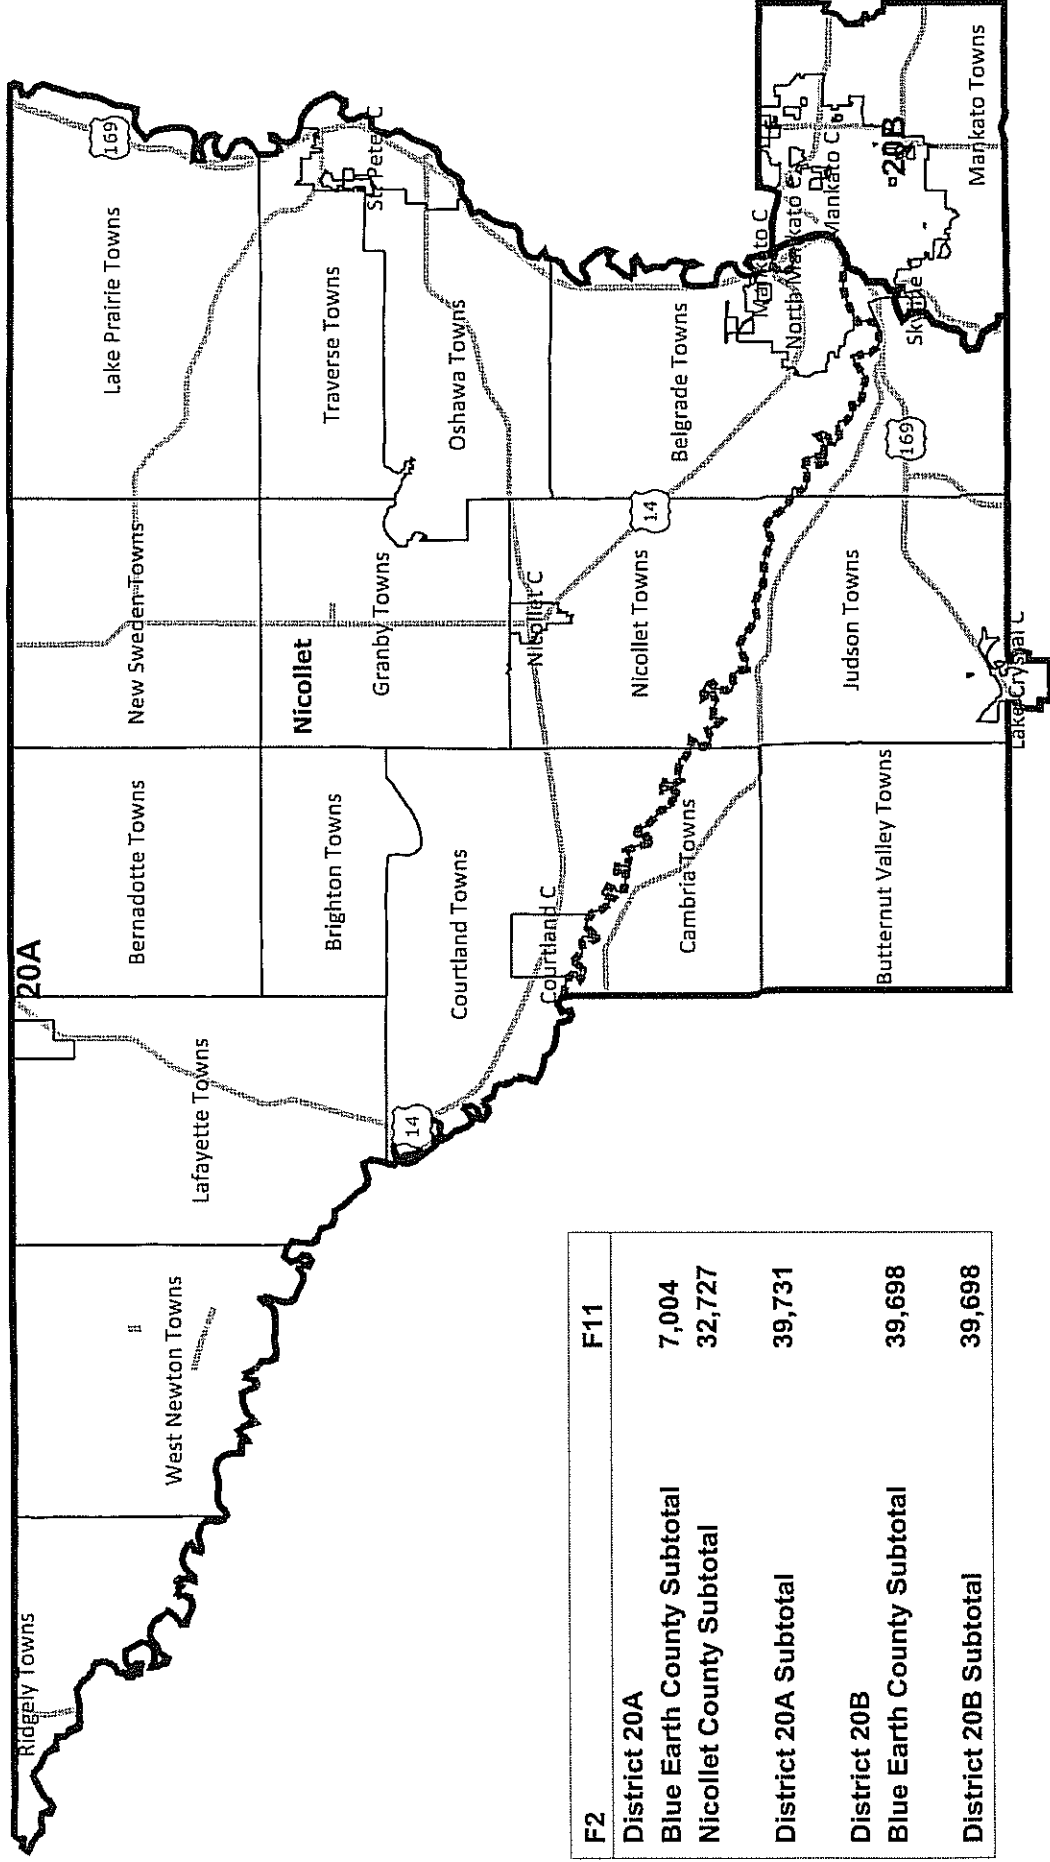 20A
Ridgely Towns
West Newton Towns
Lafayette Towns
Bernadotte Towns
New Sweden Towns
Lake Prairie Towns
169
Brighton Towns
Nicollet
Granby Towns
Traverse Towns
St. Peter C
14
Courtland Towns
Oshawa Towns
Courtland C
Nicollet C
Nicollet Towns
14
Belgrade Towns
Cambria Towns
Mankato C
North Mankato C
Mankato C
Butternut Valley Towns
Judson Towns
169
Skyline C
20B
Mankato Towns
Lake Crystal C
F2 F11
District 20A
Blue Earth County Subtotal 7,004
Nicollet County Subtotal 32,727
District 20A Subtotal 39,731
District 20B
Blue Earth County Subtotal 39,698
District 20B Subtotal 39,698